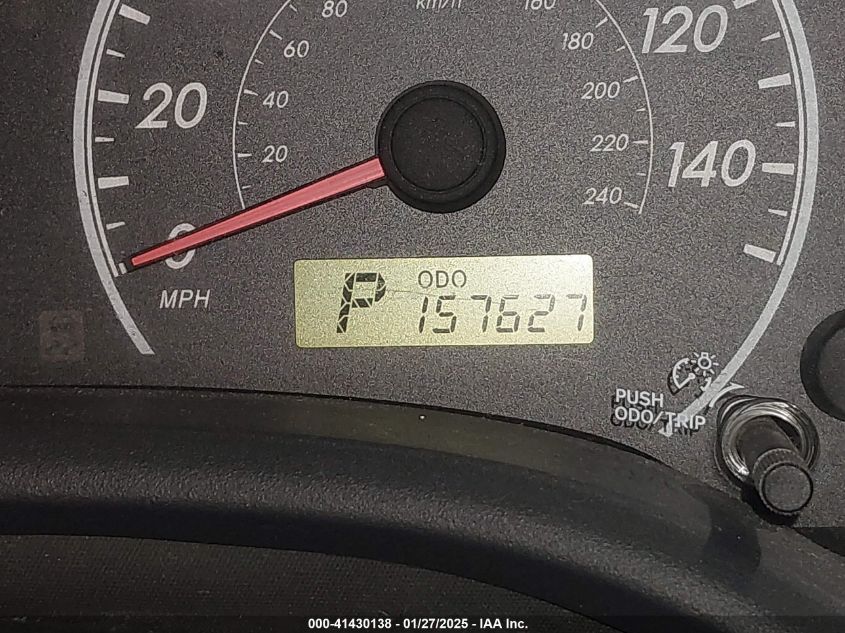 80 km/h 160
60 180 120
20 40 200
20 220 140
0 240
MPH
ODO
P 157627
PUSH
ODO/TRIP
000-41430138 - 01/27/2025 - IAA Inc.